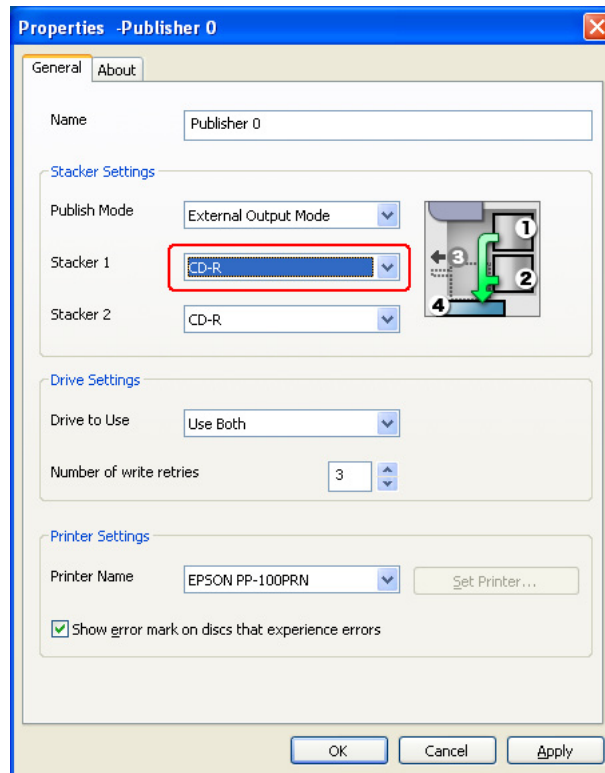 Properties -Publisher 0
General About
Name Publisher 0
Stacker Settings
Publish Mode External Output Mode
Stacker 1 CD-R
Stacker 2 CD-R
1
3
2
4
Drive Settings
Drive to Use Use Both
Number of write retries 3
Printer Settings
Printer Name EPSON PP-100PRN Set Printer...
Show error mark on discs that experience errors
OK Cancel Apply